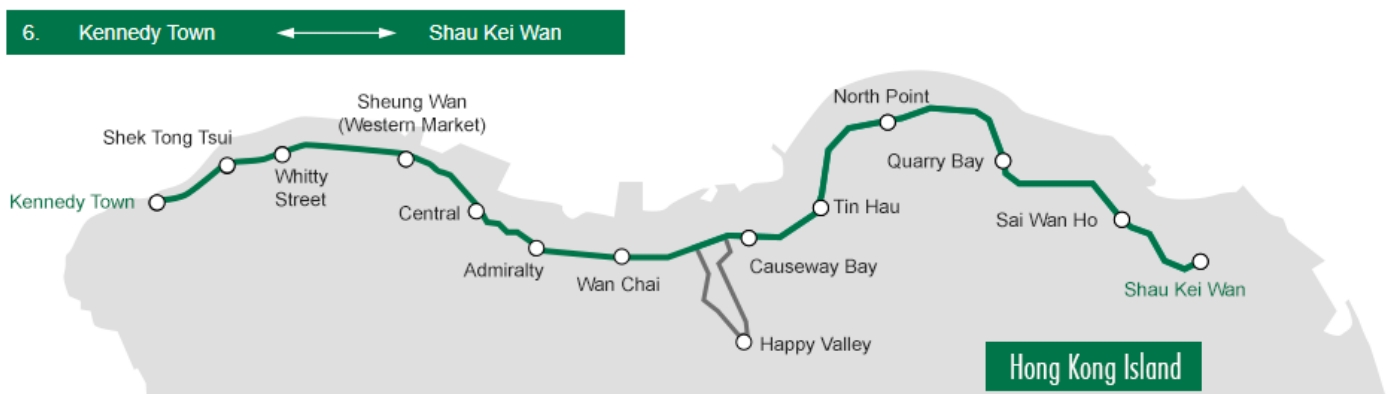 6. Kennedy Town Shau Kei Wan
Sheung Wan
(Western Market)
Shek Tong Tsui
Whitty
Street
Kennedy Town
Central
Admiralty
Wan Chai
Causeway Bay
Happy Valley
Tin Hau
North Point
Quarry Bay
Sai Wan Ho
Shau Kei Wan
Hong Kong Island